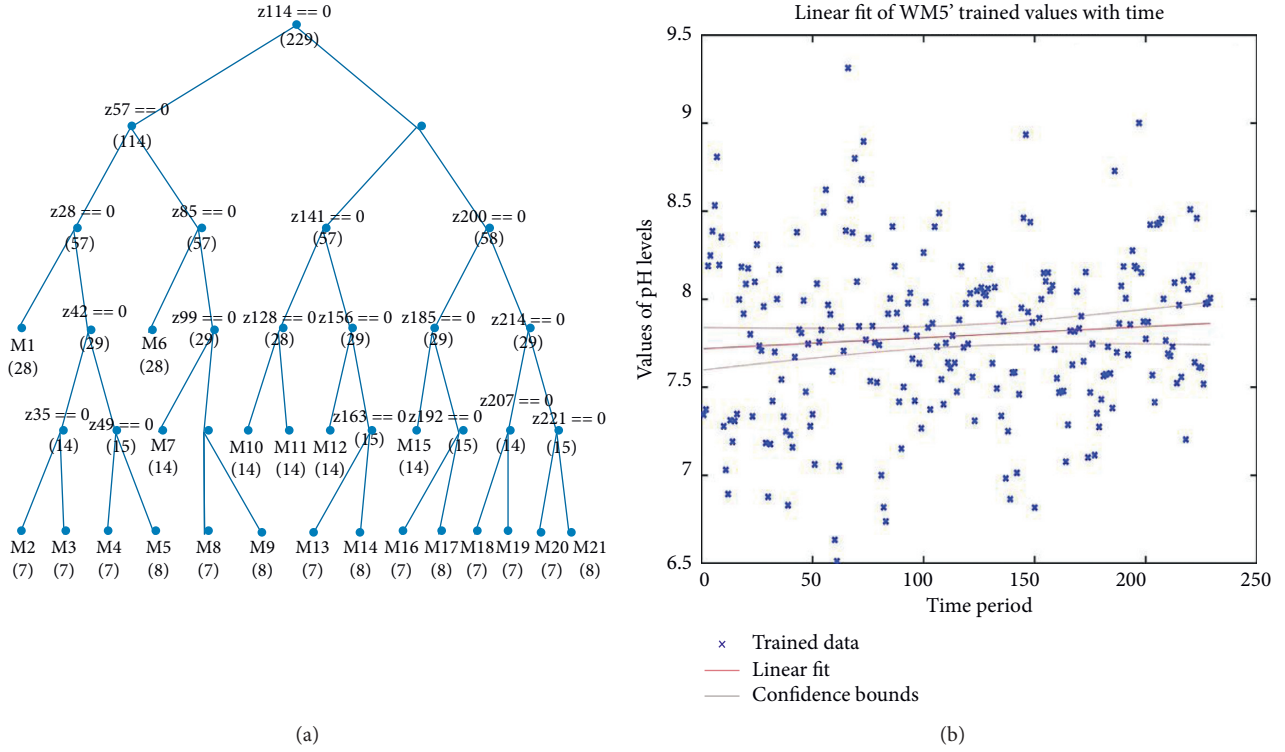 z114 == 0
(229)
z57 == 0
(114)
z28 == 0
(57)
z85 == 0
(57)
z141 == 0
(57)
z200 == 0
(58)
M1
(28)
z42 == 0
(29)
M6
(28)
z99 == 0
(29)
z128 == 0
(28)
z156 == 0
(29)
z185 == 0
(29)
z214 == 0
(29)
z35 == 0
(14)
z49 == 0
(15)
M7
(14)
M10
(14)
M11
(14)
M12
(14)
z163 == 0
(15)
M15
(14)
z192 == 0
(15)
z207 == 0
(14)
z221 == 0
(15)
M2
(7)
M3
(7)
M4
(7)
M5
(8)
M8
(7)
M9
(8)
M13
(7)
M14
(8)
M16
(7)
M17
(8)
M18
(7)
M19
(7)
M20
(7)
M21
(8)
(a)
Linear fit of WM5’ trained values with time
Values of pH levels
9.5
9
8.5
8
7.5
7
6.5
0
50
100
150
200
250
Time period
Trained data
Linear fit
Confidence bounds
(b)